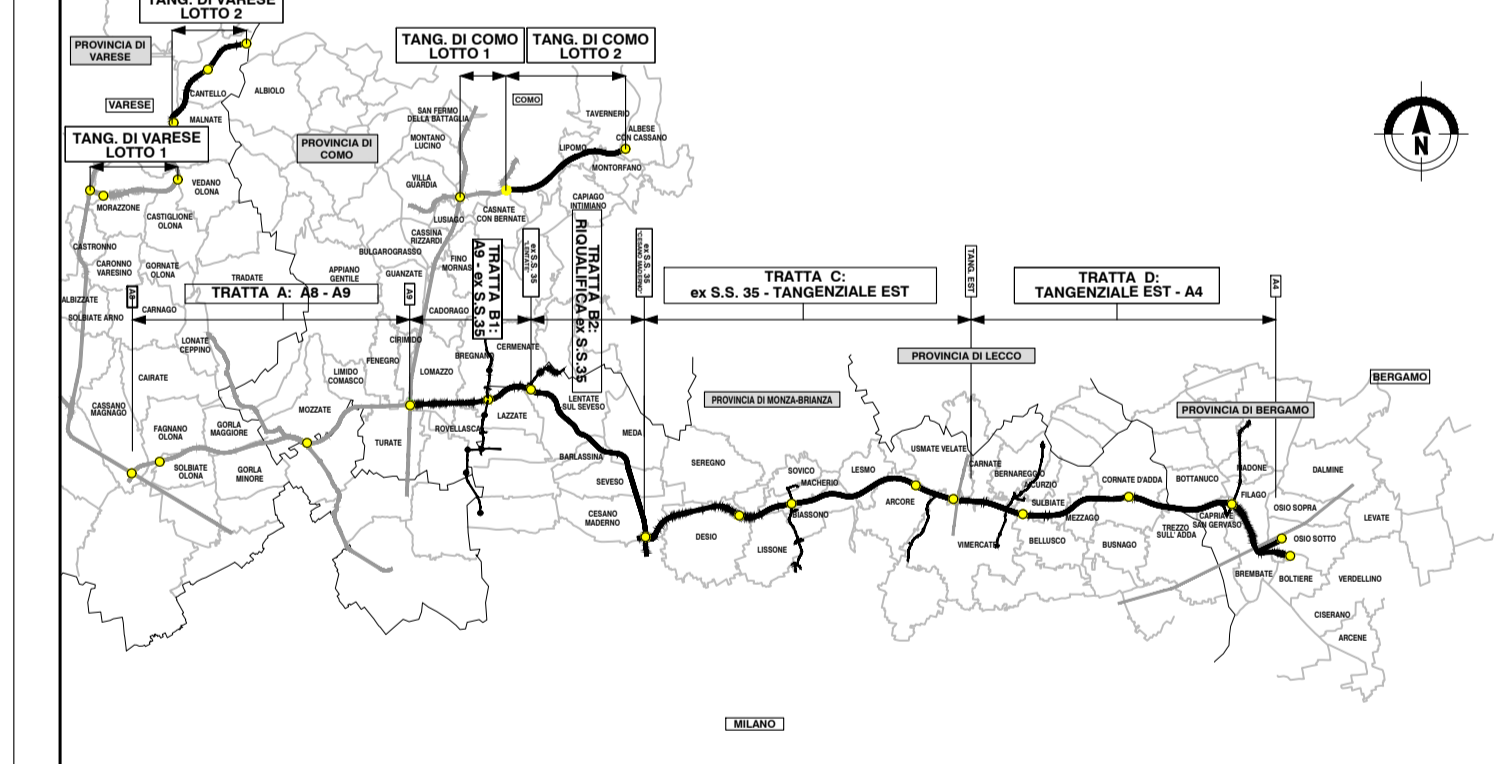 TANG. DI VARESE
LOTTO 2
PROVINCIA DI
VARESE
TANG. DI COMO
LOTTO 1
TANG. DI COMO
LOTTO 2
CANTELLO
ALBIOLO
VARESE
MALNATE
COMO
SAN FERMO
DELLA BATTAGLIA
TAVERNERIO
ALBESE
CON CASSANO
TANG. DI VARESE
LOTTO 1
PROVINCIA DI
COMO
MONTANO
LUCINO
LIPOMO
MONTORFANO
VILLA
GUARDIA
VEDANO
OLONA
MORAZZONE
CASTIGLIONE
OLONA
LUSIAGO
CASNATE
CON BERNATE
CAPIAGO
INTIMIANO
CASSINA
RIZZARDI
CASTRONNO
BULGAROGRASSO
CARONNO
VARESINO
GORNATE
OLONA
APPIANO
GENTILE
GUANZATE
FINO
MORNAS
TRADATE
ALBIZZATE
SOLBIATE ARNO
CARNAGO
A8
TRATTA A: A8 - A9
A9
TRATTA B1:
A9 - ex S.S.35
ex S.S. 35
"LENTATE"
TRATTA B2:
RIQUALIFICA ex S.S.35
ex S.S. 35
"CESANO MADERNO"
TRATTA C:
ex S.S. 35 - TANGENZIALE EST
TANG. EST
TRATTA D:
TANGENZIALE EST - A4
A4
CADORAGO
CIRIMIDO
LONATE
CEPPINO
FENEGRO
BREGNANO
CERMENATE
LIMIDO
COMASCO
LOMAZZO
CAIRATE
PROVINCIA DI LECCO
BERGAMO
PROVINCIA DI MONZA-BRIANZA
PROVINCIA DI BERGAMO
CASSANO
MAGNAGO
MOZZATE
LAZZATE
LENTATE
SUL SEVESO
FAGNANO
OLONA
GORLA
MAGGIORE
ROVELLASCA
TURATE
MEDA
BARLASSINA
SEVESO
SOLBIATE
OLONA
GORLA
MINORE
SEREGNO
SOVICO
MACHERIO
LESMO
USMATE VELATE
CARNATE
BERNAREGGIO
AICURZIO
CORNATE D'ADDA
BOTTANUCO
MADONE
DALMINE
FILAGO
CESANO
MADERNO
DESIO
BIASSONO
LISSONE
ARCORE
SULBIATE
MEZZAGO
CAPRIATE
SAN GERVASO
OSIO SOPRA
LEVATE
VIMERCATE
BELLUSCO
BUSNAGO
TREZZO
SULL' ADDA
OSIO SOTTO
BREMBATE
BOLTIERE
VERDELLINO
CISERANO
ARCENE
MILANO
N